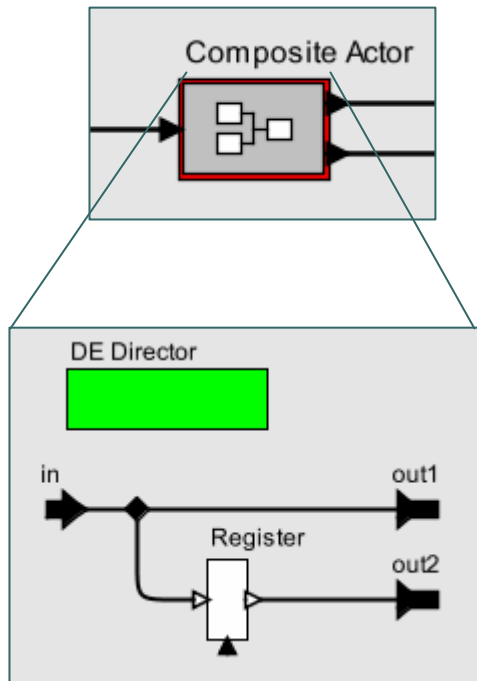 Composite Actor
DE Director
in
out1
Register
out2